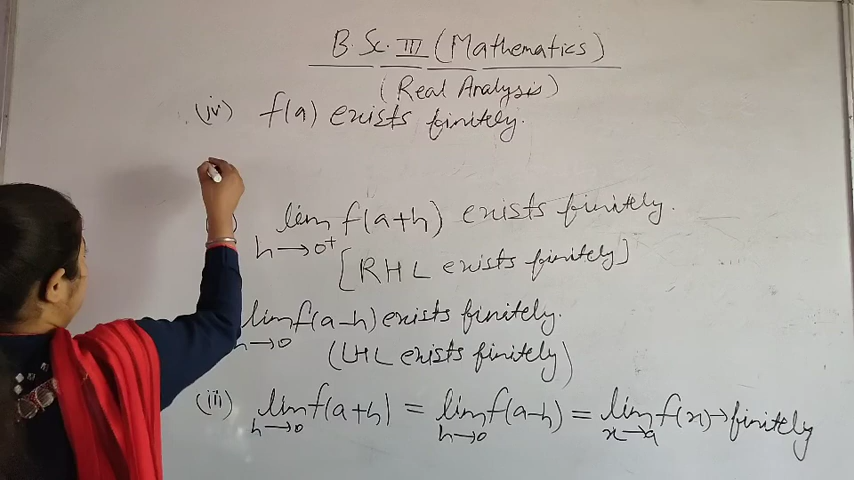 B.Sc. III (Mathematics)
(Real Analysis)
(iv) f(a) exists finitely.
lim f(a+h) exists finitely.
h→0+
[RHL exists finitely]
lim f(a-h) exists finitely.
h→0
(LHL exists finitely)
(iii) lim f(a+h) = lim f(a-h) = lim f(x) → finitely
h→0 h→0 x→a